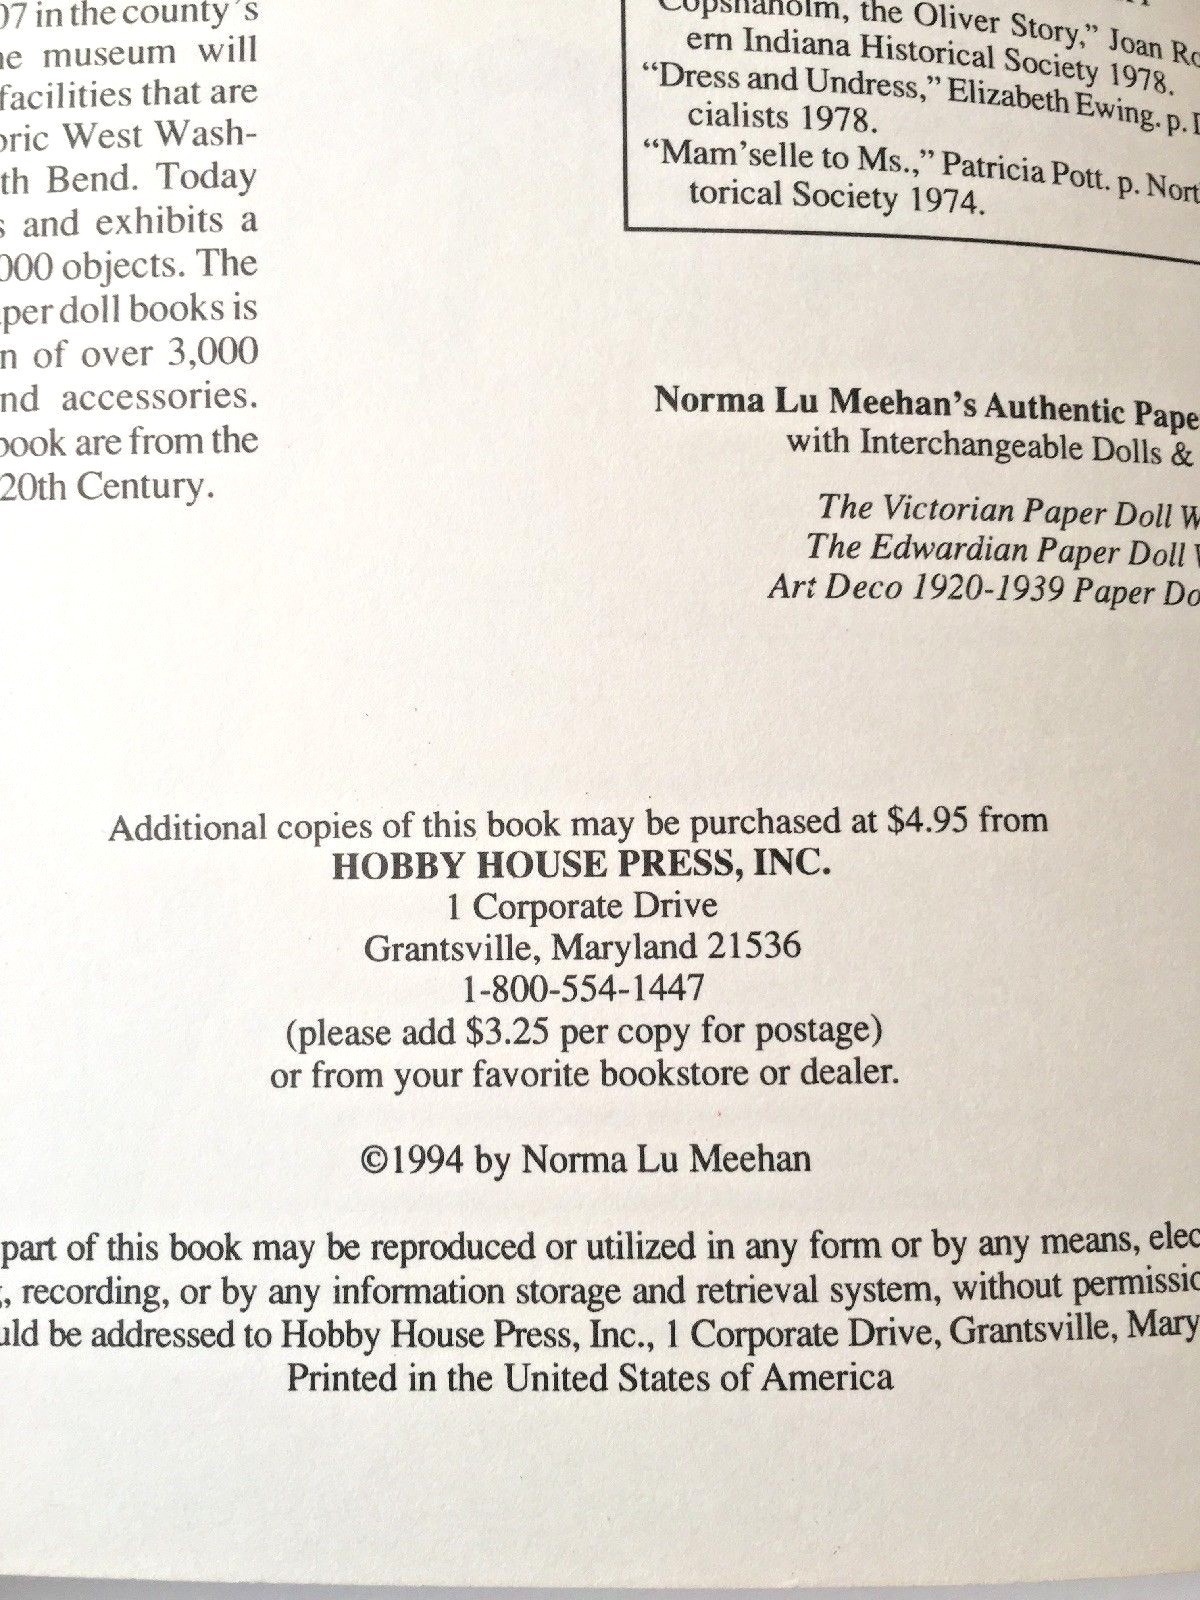 07 in the county's
museum will
facilities that are
West Wash-
Bend. Today
and exhibits a
000 objects. The
doll books is
of over 3,000
accessories.
book are from the
20th Century.
Copshaholm, the Oliver Story," Joan
ern Indiana Historical Society 1978.
"Dress and Undress," Elizabeth Ewing. p.
cialists 1978.
"Mam'selle to Ms.," Patricia Pott. p.
torical Society 1974.
Norma Lu Meehan's Authentic
with Interchangeable Dolls &
The Victorian Paper Doll
The Edwardian Paper Doll
Art Deco 1920-1939 Paper
Additional copies of this book may be purchased at $4.95 from
HOBBY HOUSE PRESS, INC.
1 Corporate Drive
Grantsville, Maryland 21536
1-800-554-1447
(please add $3.25 per copy for postage)
or from your favorite bookstore or dealer.
©1994 by Norma Lu Meehan
part of this book may be reproduced or utilized in any form or by any means,
recording, or by any information storage and retrieval system, without
be addressed to Hobby House Press, Inc., 1 Corporate Drive, Grantsville,
Printed in the United States of America